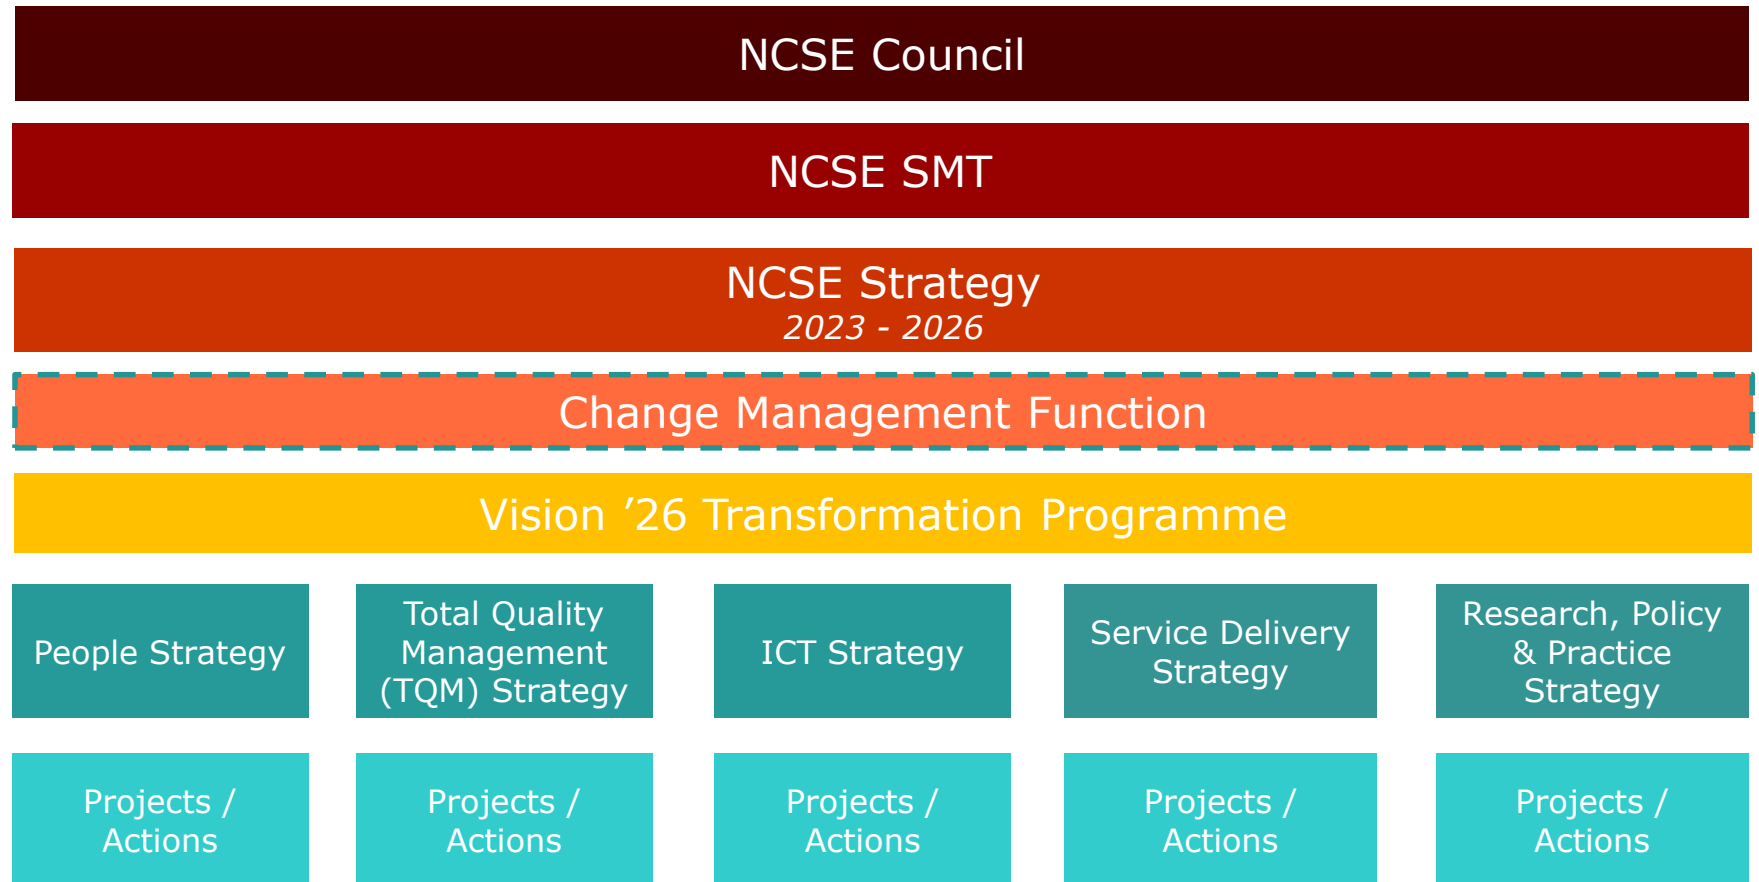 NCSE Council
NCSE SMT
NCSE Strategy
2023 - 2026
Change Management Function
Vision ’26 Transformation Programme
People Strategy
Total Quality
Management
(TQM) Strategy
ICT Strategy
Service Delivery
Strategy
Research, Policy
& Practice
Strategy
Projects /
Actions
Projects /
Actions
Projects /
Actions
Projects /
Actions
Projects /
Actions